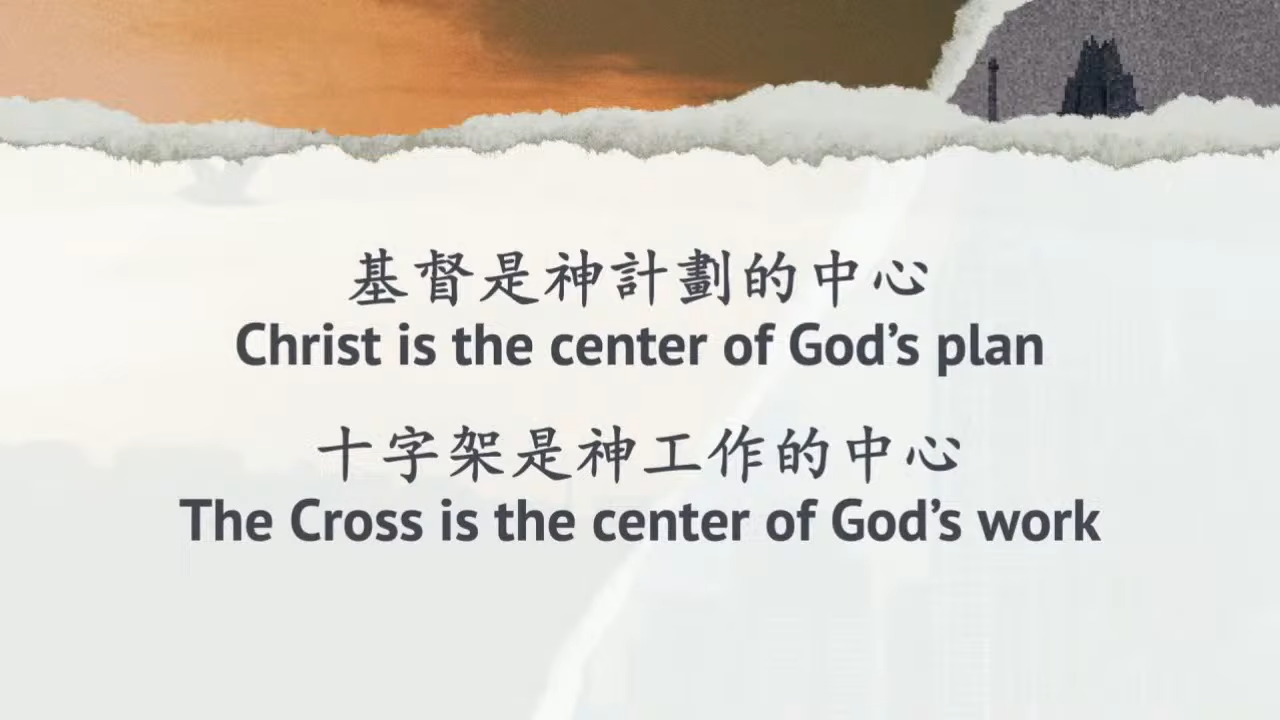 基督是神計劃的中心
Christ is the center of God’s plan
十字架是神工作的中心
The Cross is the center of God’s work